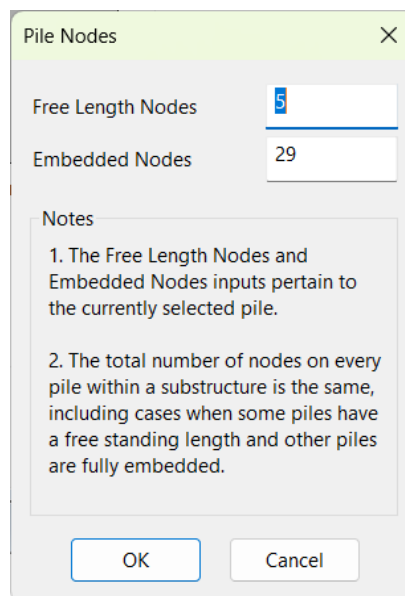 Pile Nodes
Free Length Nodes 5
Embedded Nodes 29
Notes
1. The Free Length Nodes and
Embedded Nodes inputs pertain to
the currently selected pile.
2. The total number of nodes on every
pile within a substructure is the same,
including cases when some piles have
a free standing length and other piles
are fully embedded.
OK Cancel